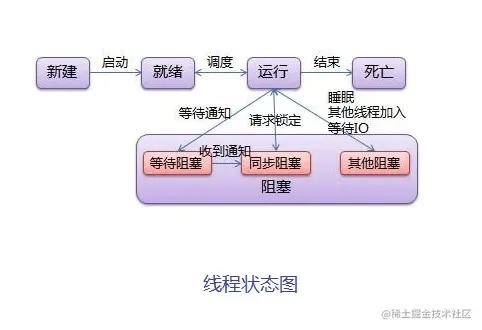 启动
调度
结束
新建
就绪
运行
死亡
睡眠
其他线程加入
等待IO
等待通知
请求锁定
收到通知
等待阻塞
同步阻塞
其他阻塞
阻塞
线程状态图
@稀土掘金技术社区